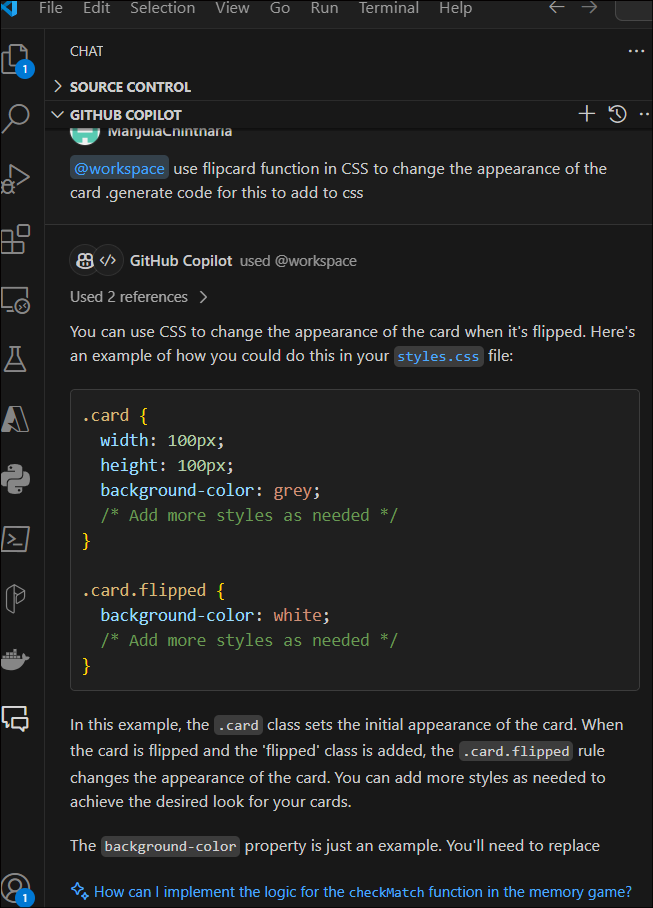 File Edit Selection View Go Run Terminal Help
CHAT
1
SOURCE CONTROL
GITHUB COPILOT
ManjulaChintharla
@workspace use flipcard function in CSS to change the appearance of the
card .generate code for this to add to css
GitHub Copilot used @workspace
Used 2 references
You can use CSS to change the appearance of the card when it's flipped. Here's
an example of how you could do this in your styles.css file:
.card {
width: 100px;
height: 100px;
background-color: grey;
/* Add more styles as needed */
}
.card.flipped {
background-color: white;
/* Add more styles as needed */
}
In this example, the .card class sets the initial appearance of the card. When
the card is flipped and the 'flipped' class is added, the .card.flipped rule
changes the appearance of the card. You can add more styles as needed to
achieve the desired look for your cards.
The background-color property is just an example. You'll need to replace
How can I implement the logic for the checkMatch function in the memory game?
1